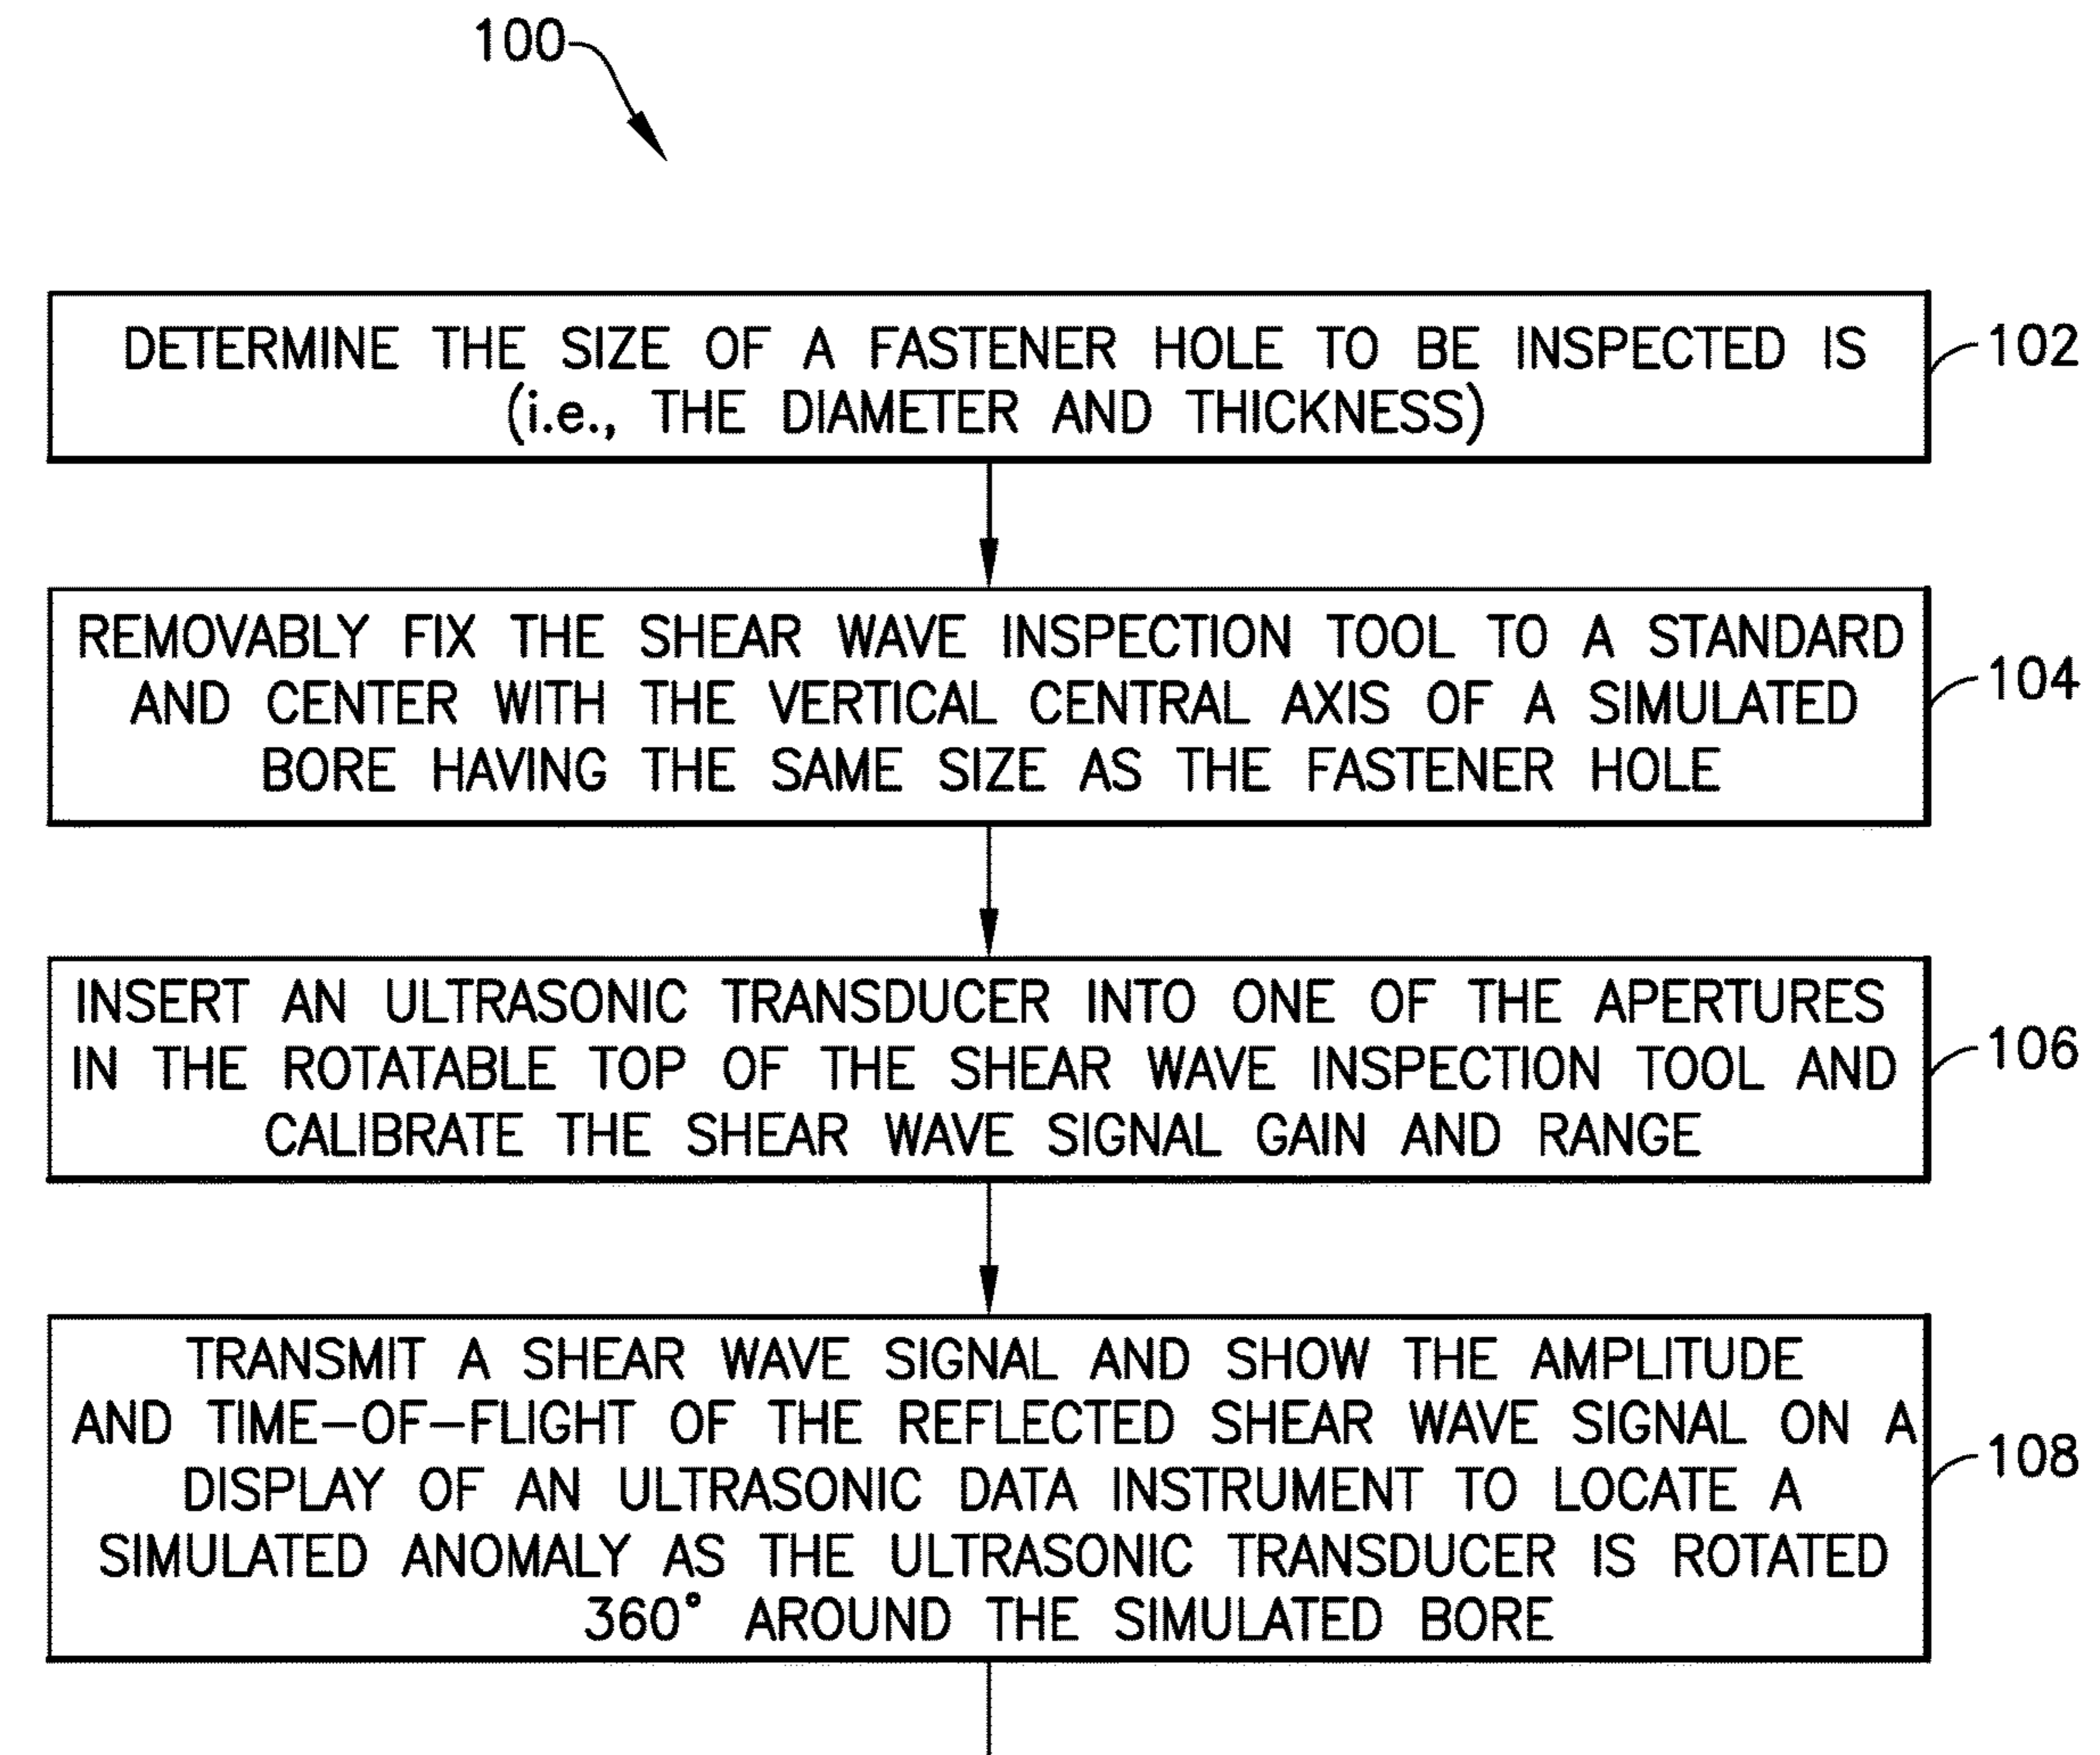 100
DETERMINE THE SIZE OF A FASTENER HOLE TO BE INSPECTED IS
(i.e., THE DIAMETER AND THICKNESS)
102
REMOVABLY FIX THE SHEAR WAVE INSPECTION TOOL TO A STANDARD
AND CENTER WITH THE VERTICAL CENTRAL AXIS OF A SIMULATED
BORE HAVING THE SAME SIZE AS THE FASTENER HOLE
104
INSERT AN ULTRASONIC TRANSDUCER INTO ONE OF THE APERTURES
IN THE ROTATABLE TOP OF THE SHEAR WAVE INSPECTION TOOL AND
CALIBRATE THE SHEAR WAVE SIGNAL GAIN AND RANGE
106
TRANSMIT A SHEAR WAVE SIGNAL AND SHOW THE AMPLITUDE
AND TIME-OF-FLIGHT OF THE REFLECTED SHEAR WAVE SIGNAL ON A
DISPLAY OF AN ULTRASONIC DATA INSTRUMENT TO LOCATE A
SIMULATED ANOMALY AS THE ULTRASONIC TRANSDUCER IS ROTATED
360° AROUND THE SIMULATED BORE
108